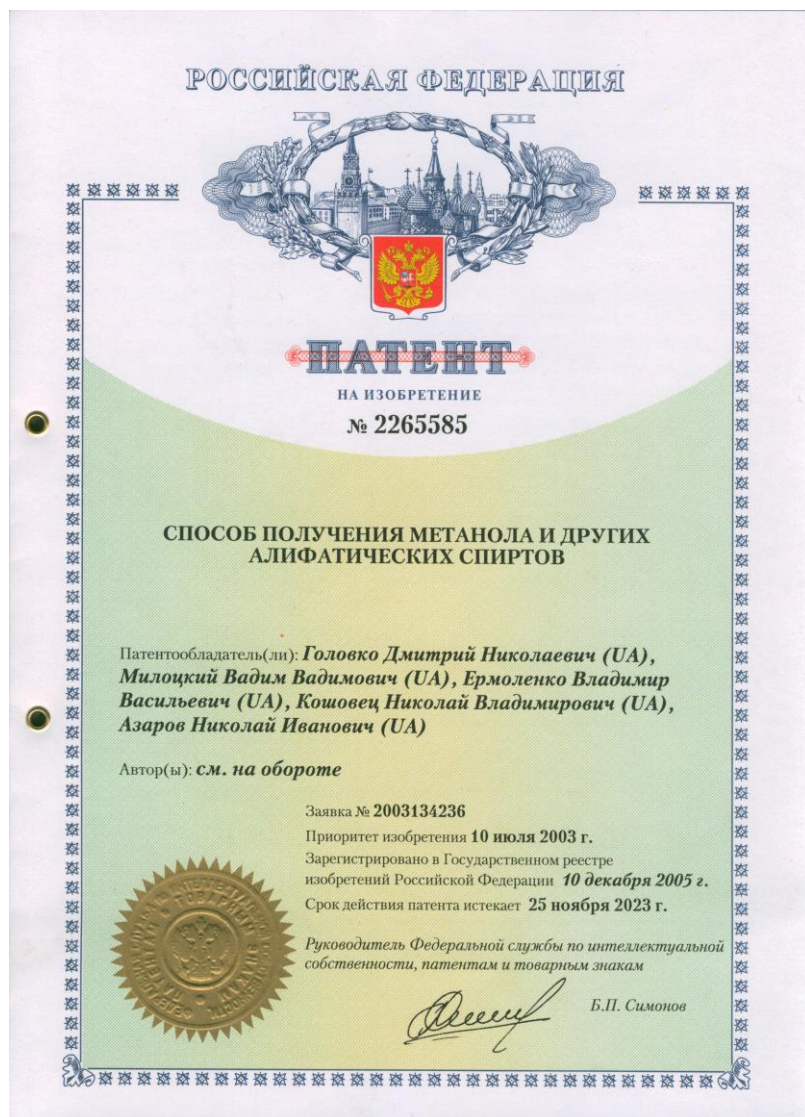 РОССИЙСКАЯ ФЕДЕРАЦИЯ
ПАТЕНТ
НА ИЗОБРЕТЕНИЕ
№ 2265585
СПОСОБ ПОЛУЧЕНИЯ МЕТАНОЛА И ДРУГИХ
АЛИФАТИЧЕСКИХ СПИРТОВ
Патентообладатель(ли): Головко Дмитрий Николаевич (UA),
Милоцкий Вадим Вадимович (UA), Ермоленко Владимир
Васильевич (UA), Кошовец Николай Владимирович (UA),
Азаров Николай Иванович (UA)
Автор(ы): см. на обороте
Заявка № 2003134236
Приоритет изобретения 10 июля 2003 г.
Зарегистрировано в Государственном реестре
изобретений Российской Федерации 10 декабря 2005 г.
Срок действия патента истекает 25 ноября 2023 г.
Руководитель Федеральной службы по интеллектуальной
собственности, патентам и товарным знакам
Б.П. Симонов